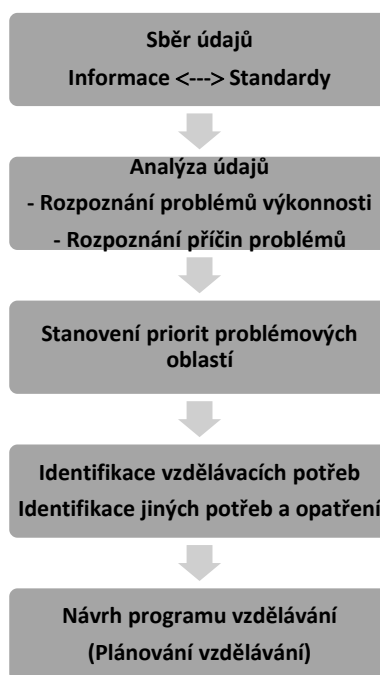 Sběr údajů
Informace <---> Standardy
Analýza údajů
- Rozpoznání problémů výkonnosti
- Rozpoznání příčin problémů
Stanovení priorit problémových
oblastí
Identifikace vzdělávacích potřeb
Identifikace jiných potřeb a opatření
Návrh programu vzdělávání
(Plánování vzdělávání)